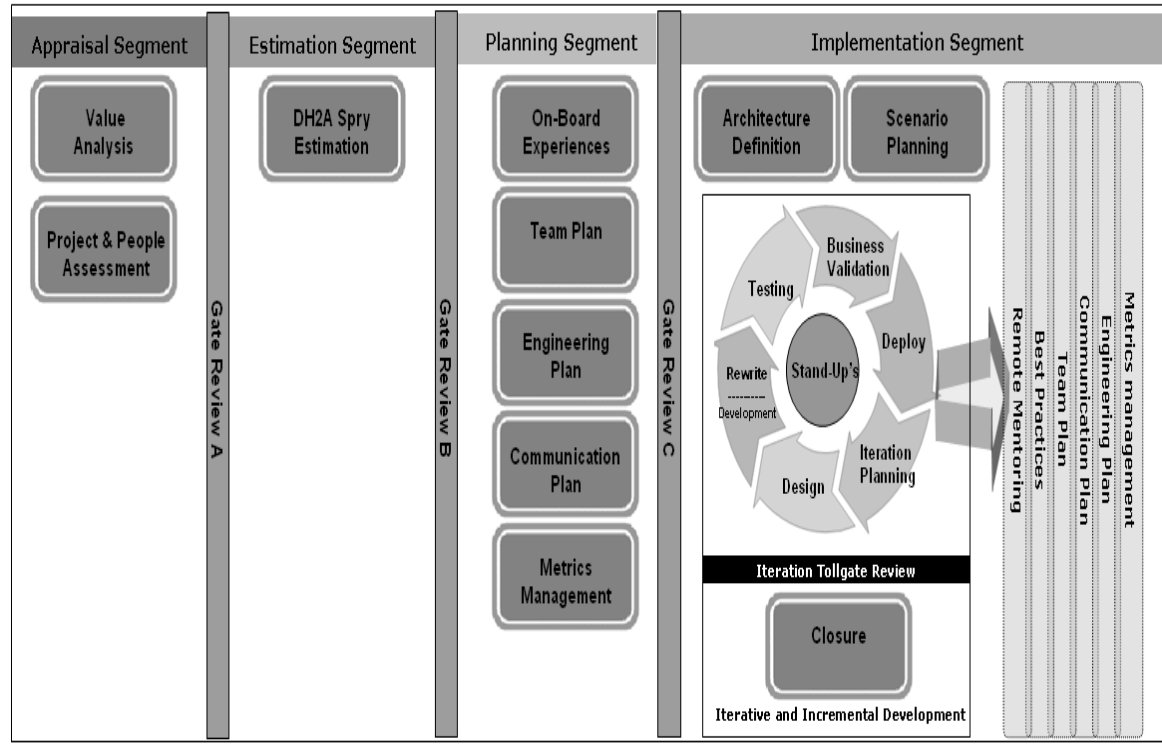 Appraisal Segment
Value
Analysis
Project & People
Assessment
Gate Review A
Estimation Segment
DH2A Spry
Estimation
Gate Review B
Planning Segment
On-Board
Experiences
Team Plan
Engineering
Plan
Communication
Plan
Metrics
Management
Gate Review C
Implementation Segment
Architecture
Definition
Scenario
Planning
Business
Validation
Deploy
Iteration
Planning
Design
Rewrite
----------
Development
Testing
Stand-Up's
Iteration Tollgate Review
Closure
Iterative and Incremental Development
Remote Mentoring
Best Practices
Team Plan
Communication Plan
Engineering Plan
Metrics management